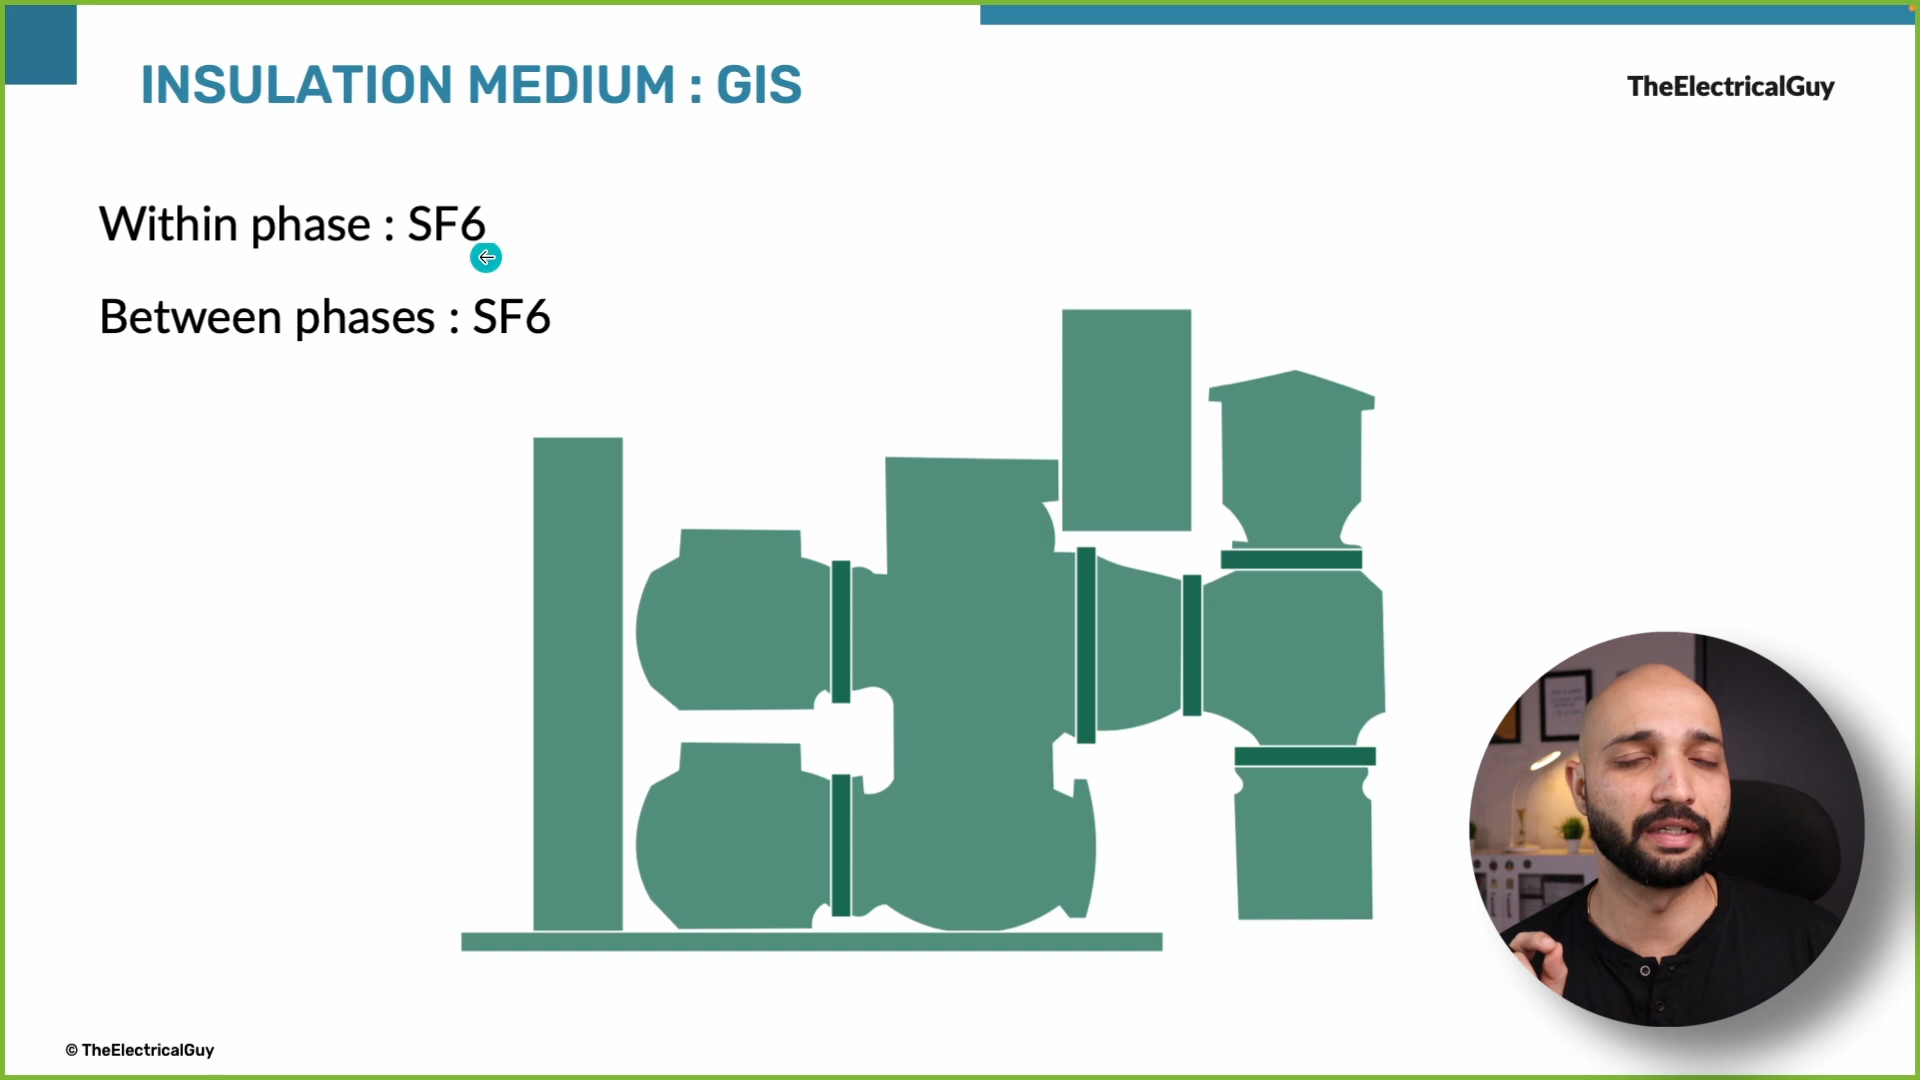 INSULATION MEDIUM : GIS
TheElectricalGuy
Within phase : SF6
Between phases : SF6
© TheElectricalGuy